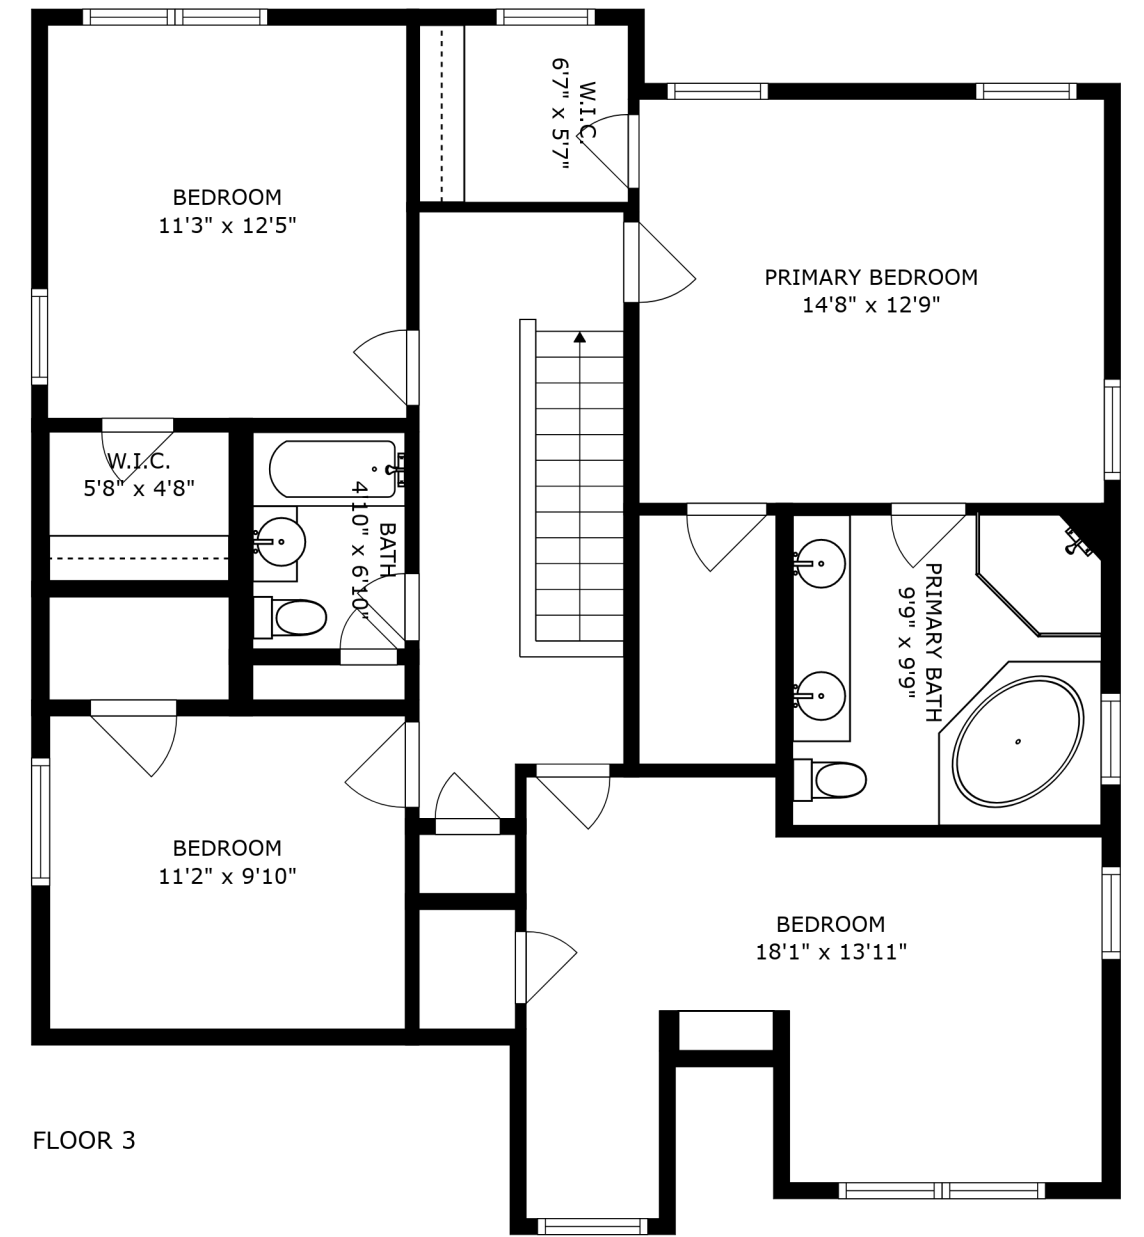 W.I.C.
6'7" x 5'7"
BEDROOM
11'3" x 12'5"
PRIMARY BEDROOM
14'8" x 12'9"
W.I.C.
5'8" x 4'8"
BATH
4'10" x 6'10"
PRIMARY BATH
9'9" x 9'9"
BEDROOM
11'2" x 9'10"
BEDROOM
18'1" x 13'11"
FLOOR 3